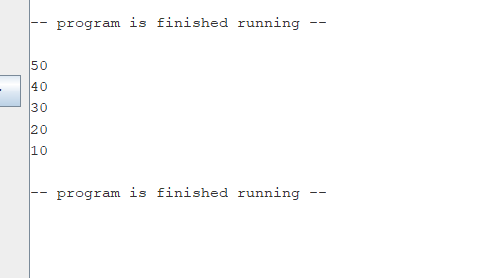 -- program is finished running --
50
40
30
20
10
-- program is finished running --